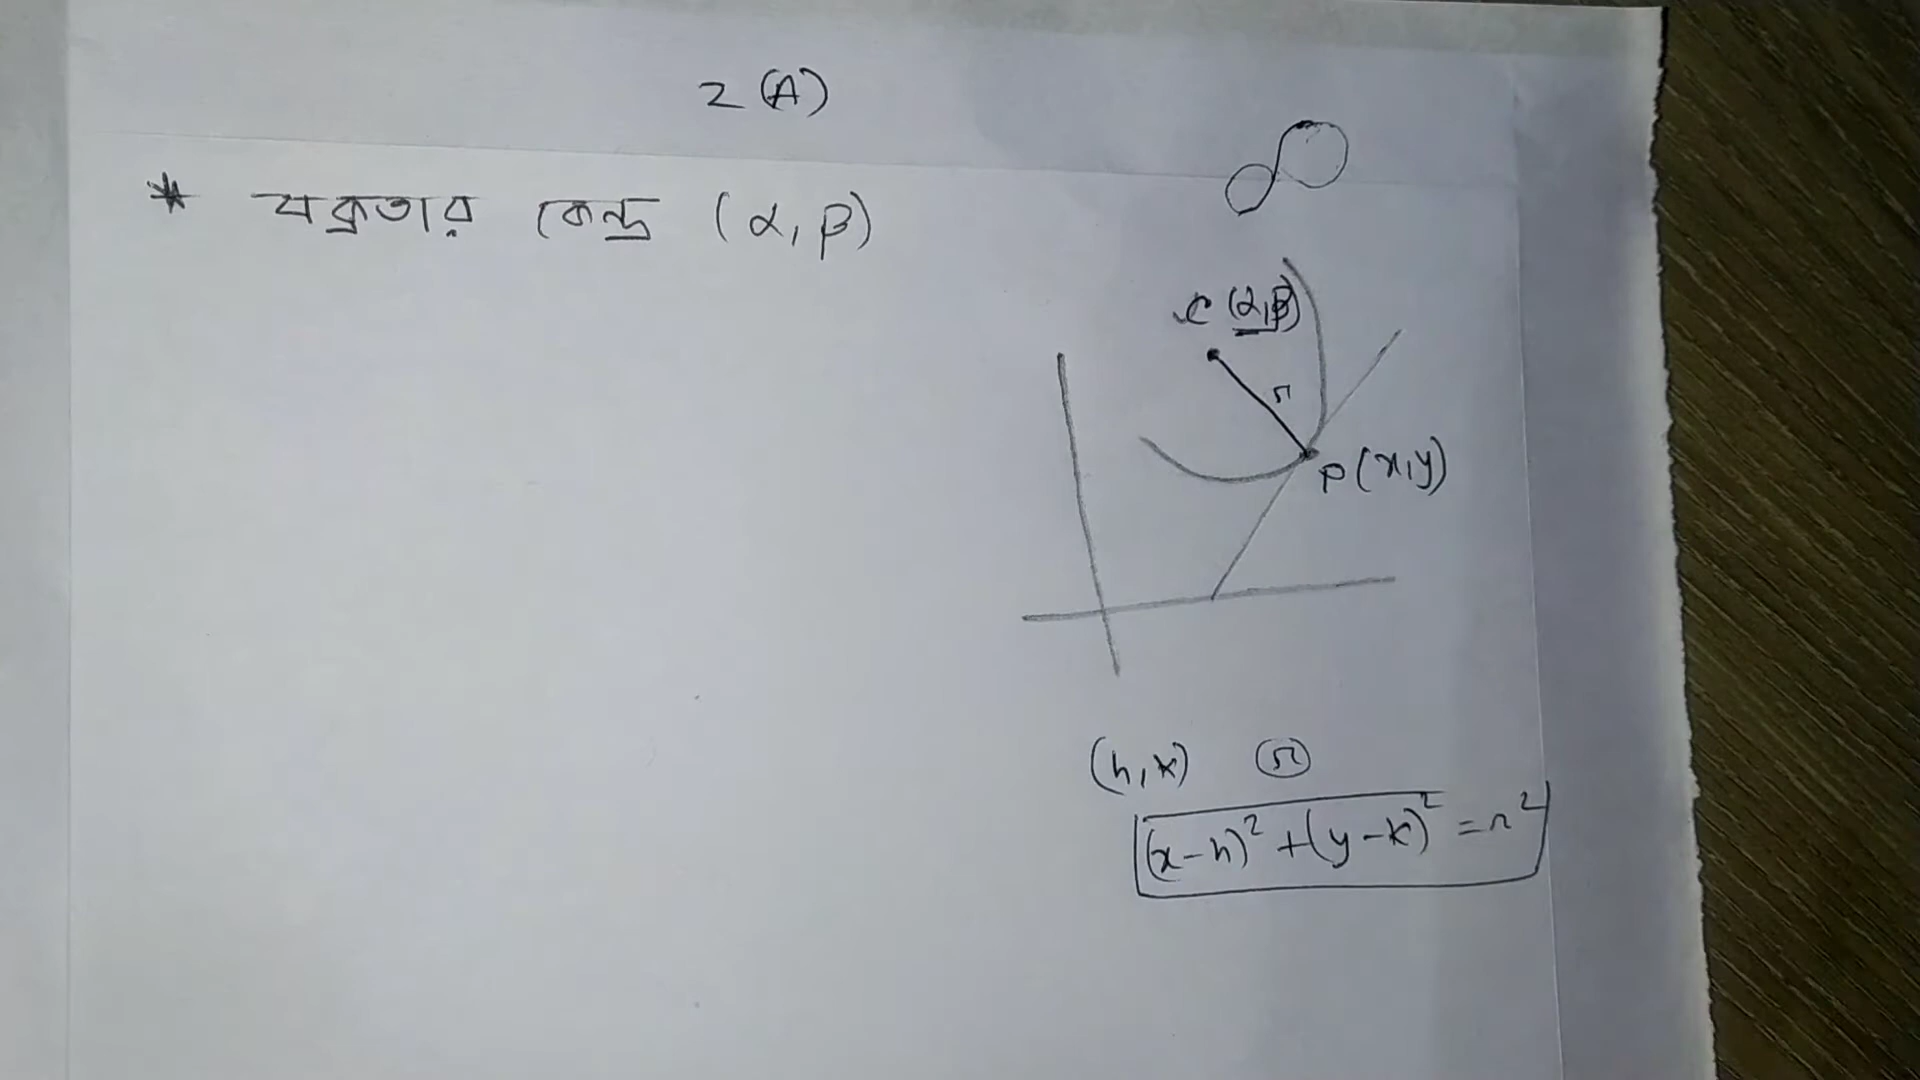 2 (A)
* বক্রতার কেন্দ্র (α, β)
C (α, β)
r
P (x, y)
(h, k) r
(x-h)² + (y-k)² = r²